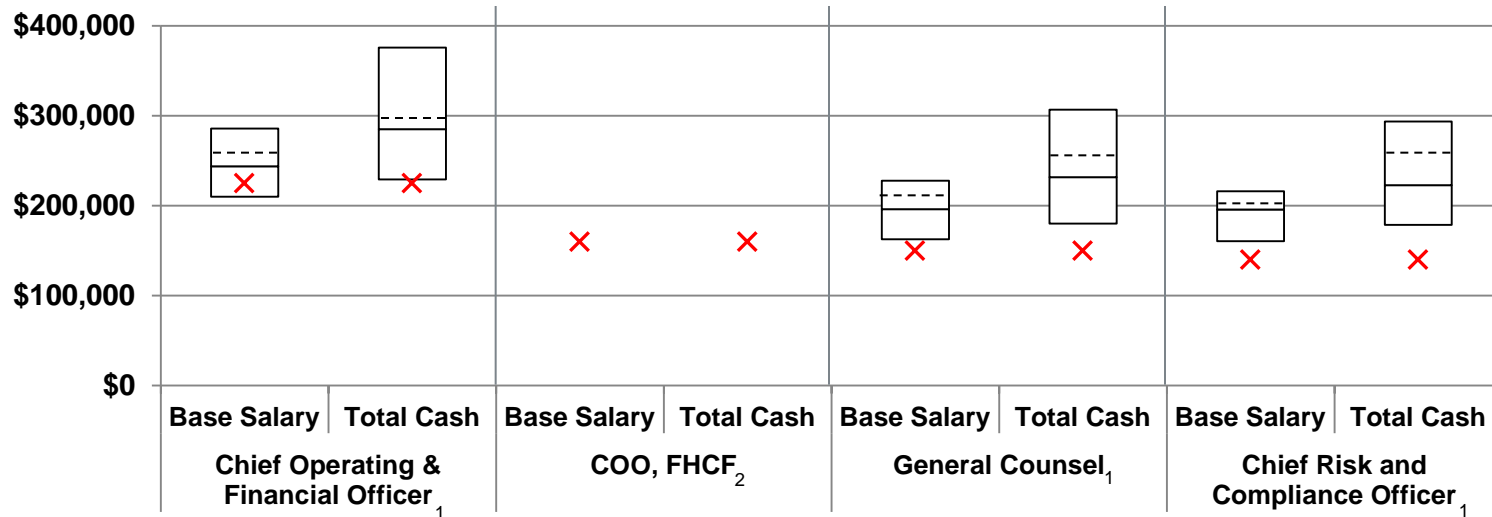 $400,000
$300,000
$200,000
$100,000
$0
Base Salary Total Cash Base Salary Total Cash Base Salary Total Cash Base Salary Total Cash
Chief Operating &
Financial Officer1
COO, FHCF2
General Counsel1
Chief Risk and
Compliance Officer1